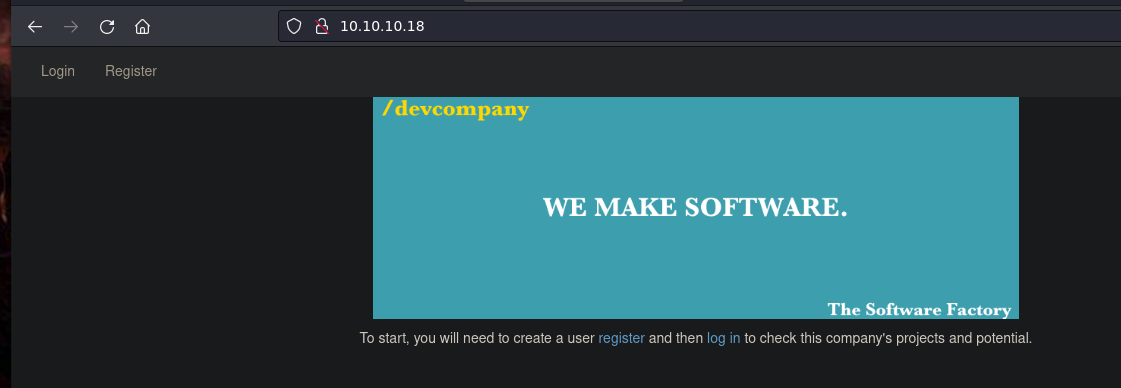 10.10.10.18
Login Register
/devcompany
WE MAKE SOFTWARE.
The Software Factory
To start, you will need to create a user register and then log in to check this company's projects and potential.